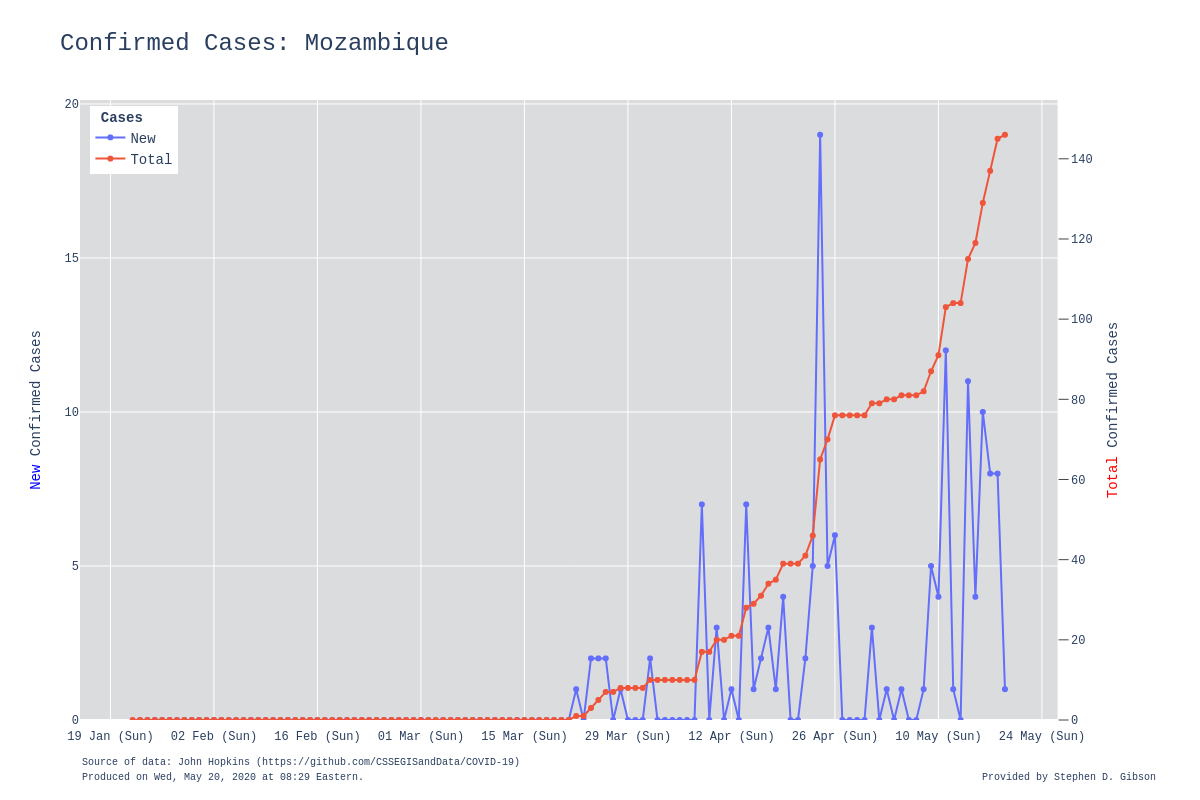 Confirmed Cases: Mozambique
20
15
10
5
0
Cases
New
Total
140
120
100
80
60
40
20
0
New Confirmed Cases
Total Confirmed Cases
19 Jan (Sun) 02 Feb (Sun) 16 Feb (Sun) 01 Mar (Sun) 15 Mar (Sun) 29 Mar (Sun) 12 Apr (Sun) 26 Apr (Sun) 10 May (Sun) 24 May (Sun)
Source of data: John Hopkins (https://github.com/CSSEGISandData/COVID-19)
Produced on Wed, May 20, 2020 at 08:29 Eastern.
Provided by Stephen D. Gibson